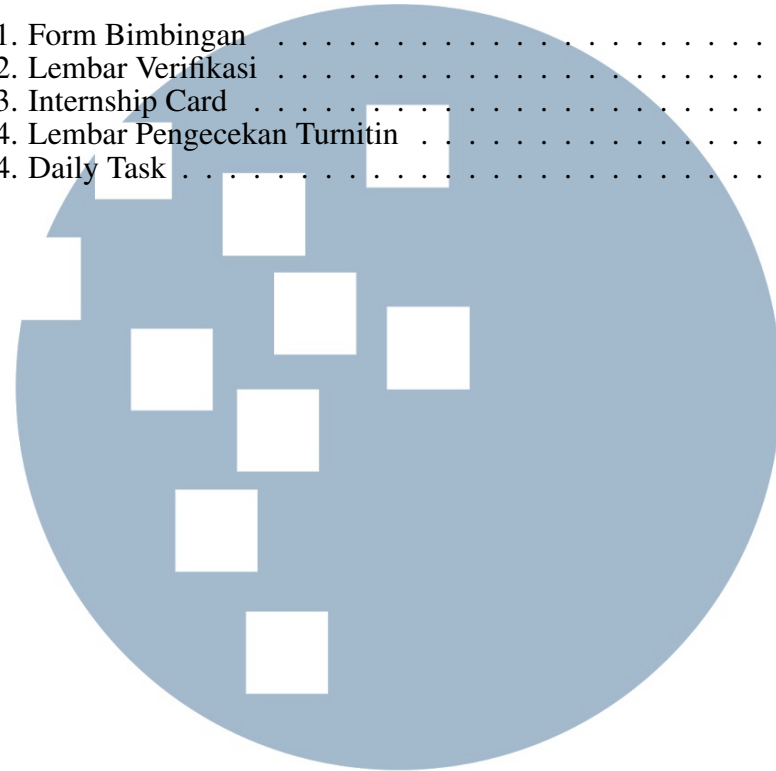 1. Form Bimbingan . . . . . . . . . . . . . . . . .
2. Lembar Verifikasi . . . . . . . . . . . . . . . . .
3. Internship Card . . . . . . . . . . . . . . . . . .
4. Lembar Pengecekan Turnitin . . . . . . . . . . . .
4. Daily Task . . . . . . . . . . . . . . . . . . . .